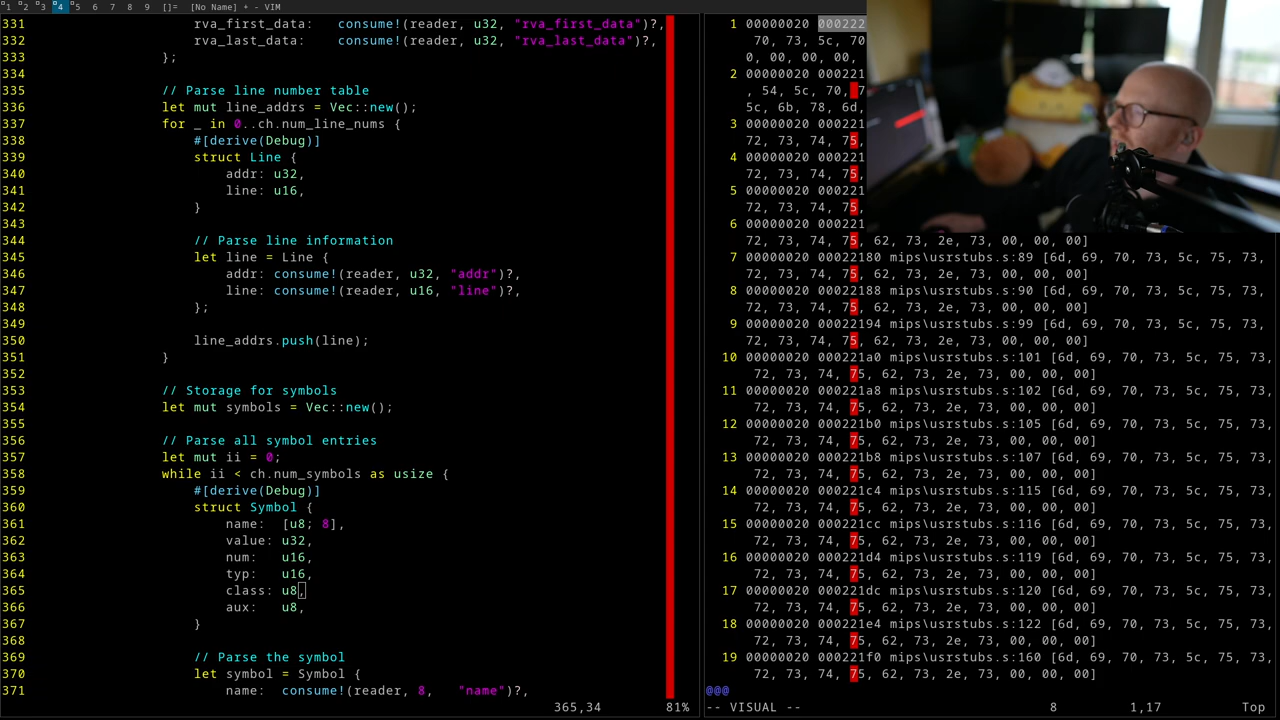 1 2 3 4 5 6 7 8 9 []= [No Name] + - VIM
331 rva_first_data: consume!(reader, u32, "rva_first_data")?,
332 rva_last_data: consume!(reader, u32, "rva_last_data")?,
333 };
334
335 // Parse line number table
336 let mut line_addrs = Vec::new();
337 for _ in 0..ch.num_line_nums {
338 #[derive(Debug)]
339 struct Line {
340 addr: u32,
341 line: u16,
342 }
343
344 // Parse line information
345 let line = Line {
346 addr: consume!(reader, u32, "addr")?,
347 line: consume!(reader, u16, "line")?,
348 };
349
350 line_addrs.push(line);
351 }
352
353 // Storage for symbols
354 let mut symbols = Vec::new();
355
356 // Parse all symbol entries
357 let mut ii = 0;
358 while ii < ch.num_symbols as usize {
359 #[derive(Debug)]
360 struct Symbol {
361 name: [u8; 8],
362 value: u32,
363 num: u16,
364 typ: u16,
365 class: u8,
366 aux: u8,
367 }
368
369 // Parse the symbol
370 let symbol = Symbol {
371 name: consume!(reader, 8, "name")?,
365,34 81%
1 00000020 000222
70, 73, 5c, 70
0, 00, 00, 00,
2 00000020 000221
, 54, 5c, 70, 7
5c, 6b, 78, 6d,
3 00000020 000221
72, 73, 74, 75,
4 00000020 000221
72, 73, 74, 75,
5 00000020 000221
72, 73, 74, 75,
6 00000020 000221
72, 73, 74, 75, 62, 73, 2e, 73, 00, 00, 00]
7 00000020 00022180 mips\usrstubs.s:89 [6d, 69, 70, 73, 5c, 75, 73,
72, 73, 74, 75, 62, 73, 2e, 73, 00, 00, 00]
8 00000020 00022188 mips\usrstubs.s:90 [6d, 69, 70, 73, 5c, 75, 73,
72, 73, 74, 75, 62, 73, 2e, 73, 00, 00, 00]
9 00000020 00022194 mips\usrstubs.s:99 [6d, 69, 70, 73, 5c, 75, 73,
72, 73, 74, 75, 62, 73, 2e, 73, 00, 00, 00]
10 00000020 000221a0 mips\usrstubs.s:101 [6d, 69, 70, 73, 5c, 75, 73,
72, 73, 74, 75, 62, 73, 2e, 73, 00, 00, 00]
11 00000020 000221a8 mips\usrstubs.s:102 [6d, 69, 70, 73, 5c, 75, 73,
72, 73, 74, 75, 62, 73, 2e, 73, 00, 00, 00]
12 00000020 000221b0 mips\usrstubs.s:105 [6d, 69, 70, 73, 5c, 75, 73,
72, 73, 74, 75, 62, 73, 2e, 73, 00, 00, 00]
13 00000020 000221b8 mips\usrstubs.s:107 [6d, 69, 70, 73, 5c, 75, 73,
72, 73, 74, 75, 62, 73, 2e, 73, 00, 00, 00]
14 00000020 000221c4 mips\usrstubs.s:115 [6d, 69, 70, 73, 5c, 75, 73,
72, 73, 74, 75, 62, 73, 2e, 73, 00, 00, 00]
15 00000020 000221cc mips\usrstubs.s:116 [6d, 69, 70, 73, 5c, 75, 73,
72, 73, 74, 75, 62, 73, 2e, 73, 00, 00, 00]
16 00000020 000221d4 mips\usrstubs.s:119 [6d, 69, 70, 73, 5c, 75, 73,
72, 73, 74, 75, 62, 73, 2e, 73, 00, 00, 00]
17 00000020 000221dc mips\usrstubs.s:120 [6d, 69, 70, 73, 5c, 75, 73,
72, 73, 74, 75, 62, 73, 2e, 73, 00, 00, 00]
18 00000020 000221e4 mips\usrstubs.s:122 [6d, 69, 70, 73, 5c, 75, 73,
72, 73, 74, 75, 62, 73, 2e, 73, 00, 00, 00]
19 00000020 000221f0 mips\usrstubs.s:160 [6d, 69, 70, 73, 5c, 75, 73,
72, 73, 74, 75, 62, 73, 2e, 73, 00, 00, 00]
@@@
-- VISUAL -- 8 1,17 Top